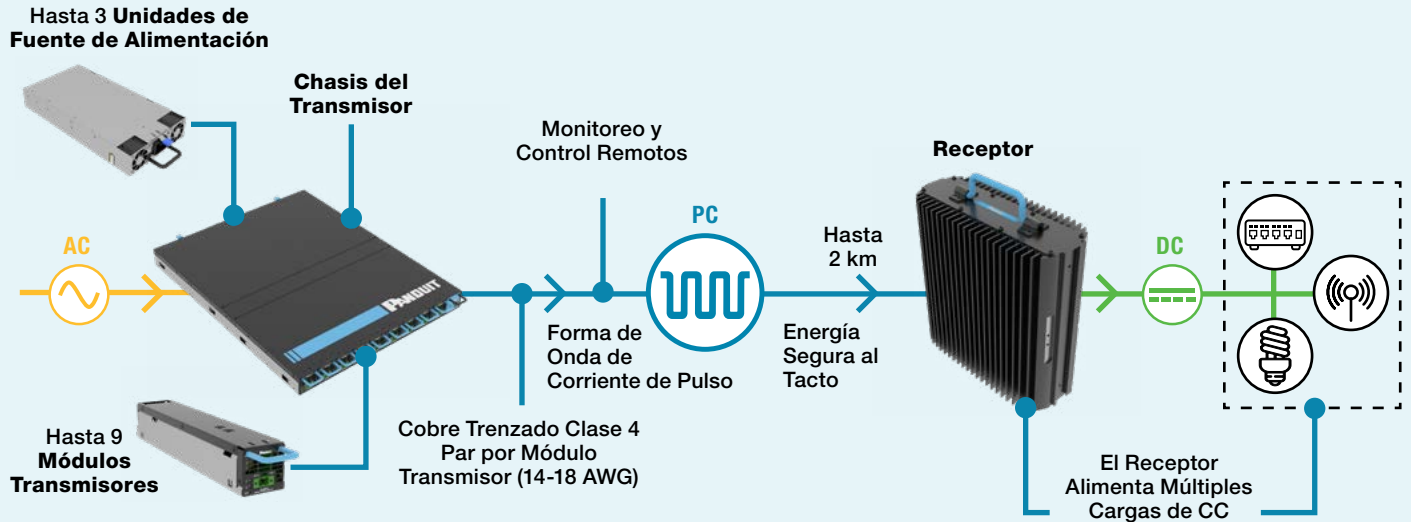 Hasta 3 Unidades de
Fuente de Alimentación
Chasis del
Transmisor
Monitoreo y
Control Remotos
Receptor
AC
PC
Hasta
2 km
DC
PANDUIT
Forma de
Onda de
Corriente de Pulso
Energía
Segura al
Tacto
Hasta 9
Módulos
Transmisores
Cobre Trenzado Clase 4
Par por Módulo
Transmisor (14-18 AWG)
El Receptor
Alimenta Múltiples
Cargas de CC